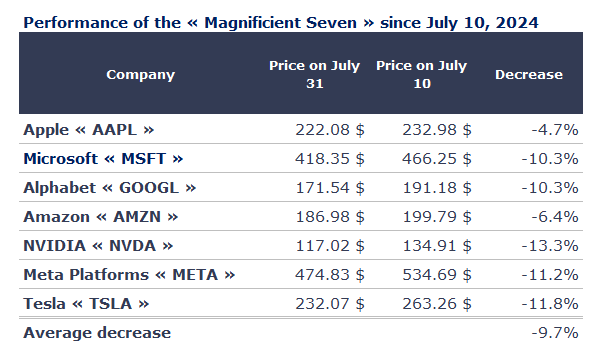 Performance of the « Magnificient Seven » since July 10, 2024
Company Price on July 31 Price on July 10 Decrease
Apple « AAPL » 222.08 $ 232.98 $ -4.7%
Microsoft « MSFT » 418.35 $ 466.25 $ -10.3%
Alphabet « GOOGL » 171.54 $ 191.18 $ -10.3%
Amazon « AMZN » 186.98 $ 199.79 $ -6.4%
NVIDIA « NVDA » 117.02 $ 134.91 $ -13.3%
Meta Platforms « META » 474.83 $ 534.69 $ -11.2%
Tesla « TSLA » 232.07 $ 263.26 $ -11.8%
Average decrease -9.7%